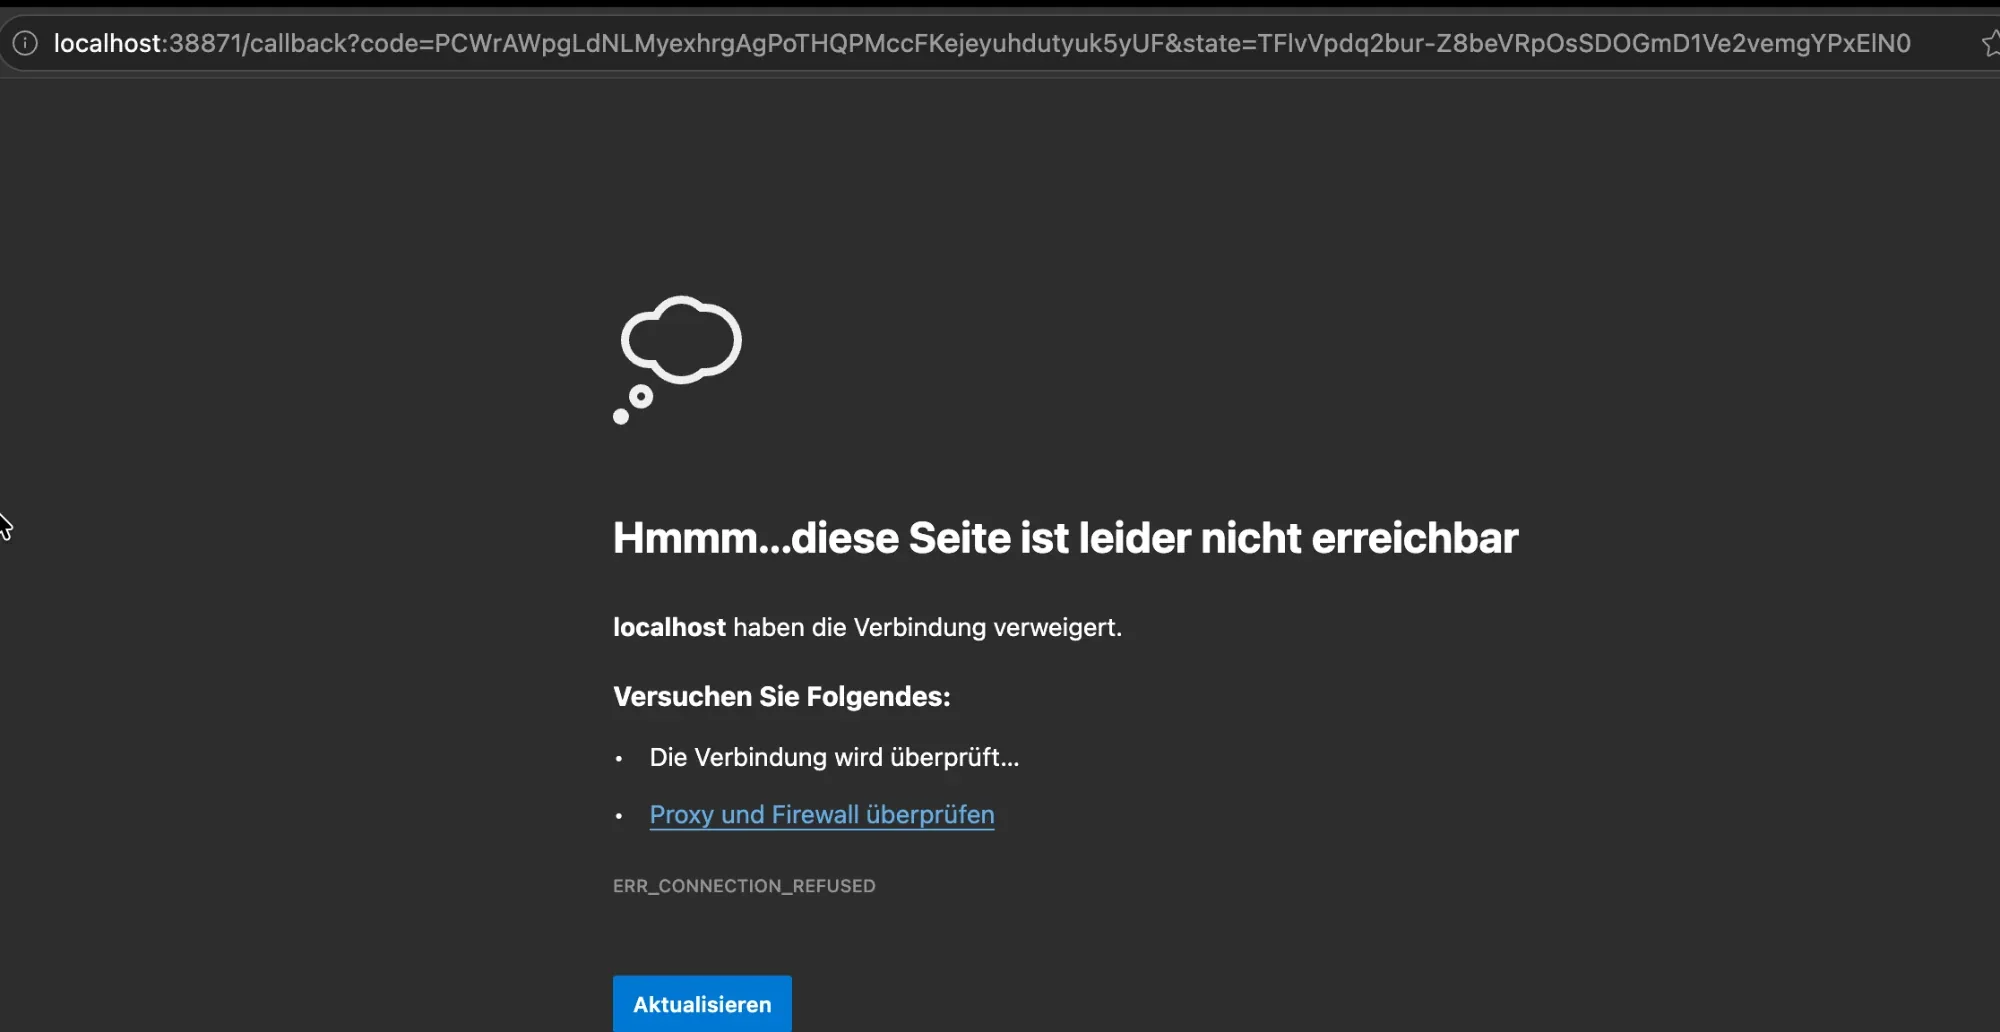 localhost:38871/callback?code=PCWrAWpgLdNLMyexhrgAgPoTHQPMccFKejeyuhdutyuk5yUF&state=TFlvVpdq2bur-Z8beVRpOsSDOGmD1Ve2vemgYPxElN0
Hmmm...diese Seite ist leider nicht erreichbar
localhost haben die Verbindung verweigert.
Versuchen Sie Folgendes:
• Die Verbindung wird überprüft...
• Proxy und Firewall überprüfen
ERR_CONNECTION_REFUSED
Aktualisieren